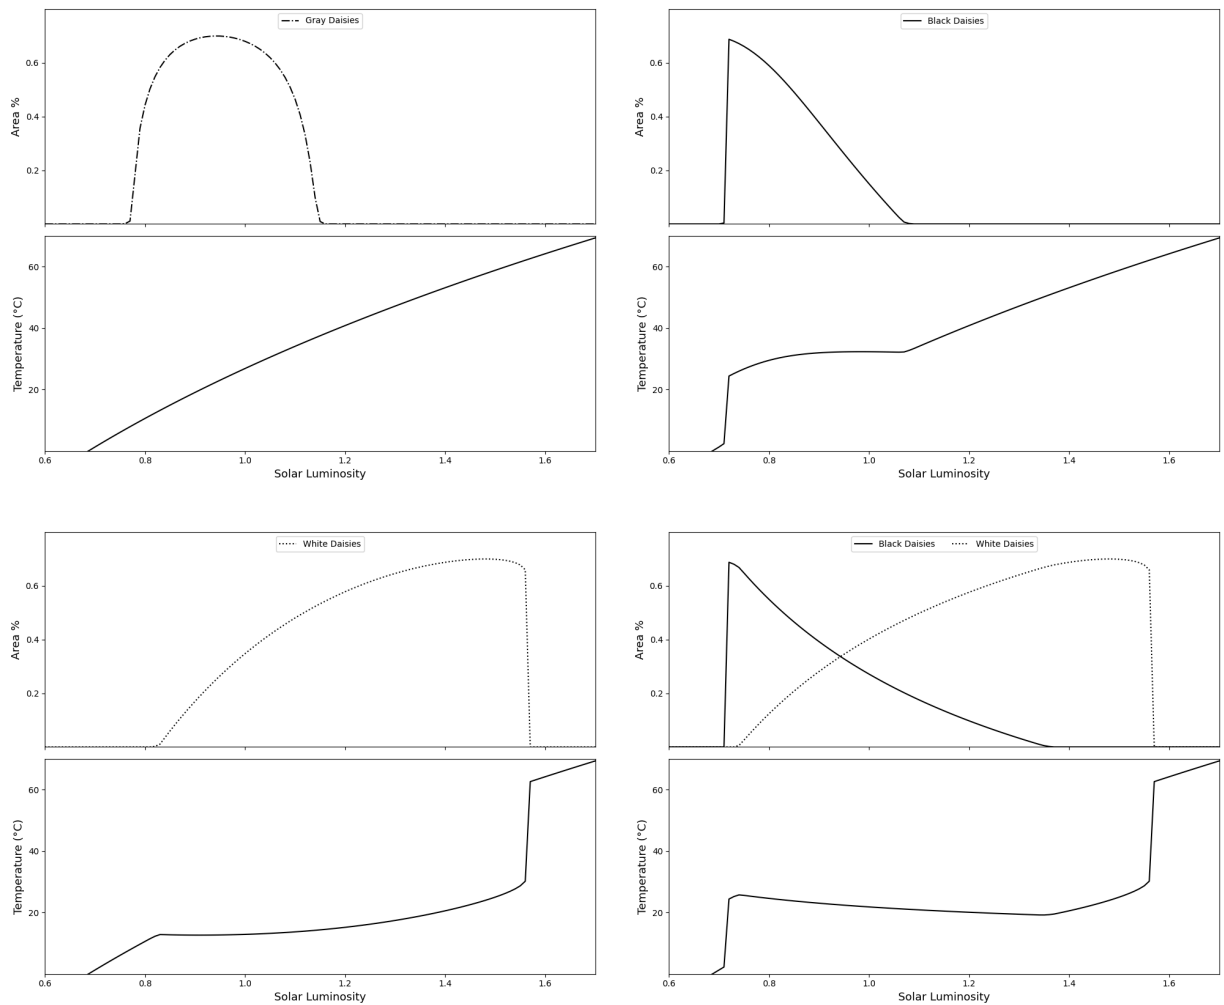 Gray Daisies
Area %
0.6
0.4
0.2
Temperature (°C)
60
40
20
0.6 0.8 1.0 1.2 1.4 1.6
Solar Luminosity
Black Daisies
Area %
0.6
0.4
0.2
Temperature (°C)
60
40
20
0.6 0.8 1.0 1.2 1.4 1.6
Solar Luminosity
White Daisies
Area %
0.6
0.4
0.2
Temperature (°C)
60
40
20
0.6 0.8 1.0 1.2 1.4 1.6
Solar Luminosity
Black Daisies White Daisies
Area %
0.6
0.4
0.2
Temperature (°C)
60
40
20
0.6 0.8 1.0 1.2 1.4 1.6
Solar Luminosity